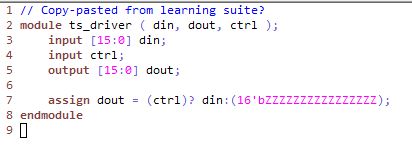 1 // Copy-pasted from learning suite?
2 module ts_driver ( din, dout, ctrl );
3     input [15:0] din;
4     input ctrl;
5     output [15:0] dout;
6
7     assign dout = (ctrl)? din:(16'bZZZZZZZZZZZZZZZZ);
8 endmodule
9